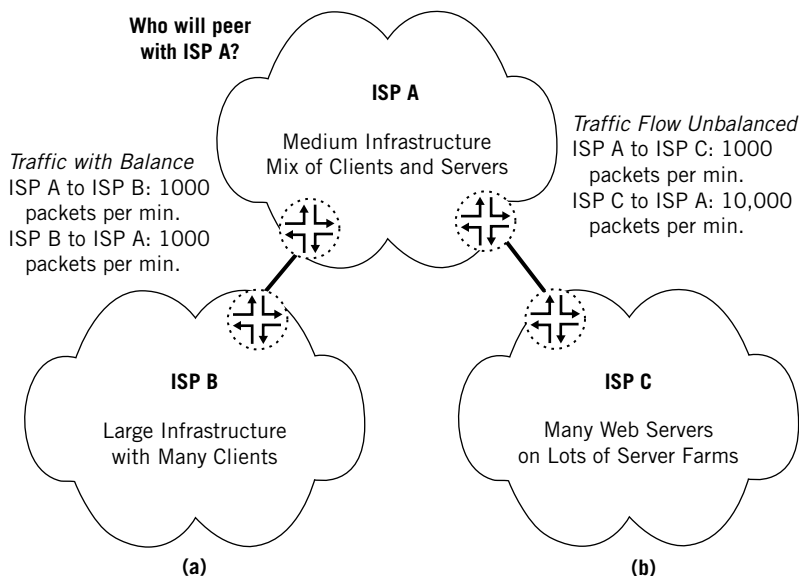 Who will peer
with ISP A?
ISP A
Medium Infrastructure
Mix of Clients and Servers
Traffic with Balance
ISP A to ISP B: 1000
packets per min.
ISP B to ISP A: 1000
packets per min.
Traffic Flow Unbalanced
ISP A to ISP C: 1000
packets per min.
ISP C to ISP A: 10,000
packets per min.
ISP B
Large Infrastructure
with Many Clients
ISP C
Many Web Servers
on Lots of Server Farms
(a)
(b)